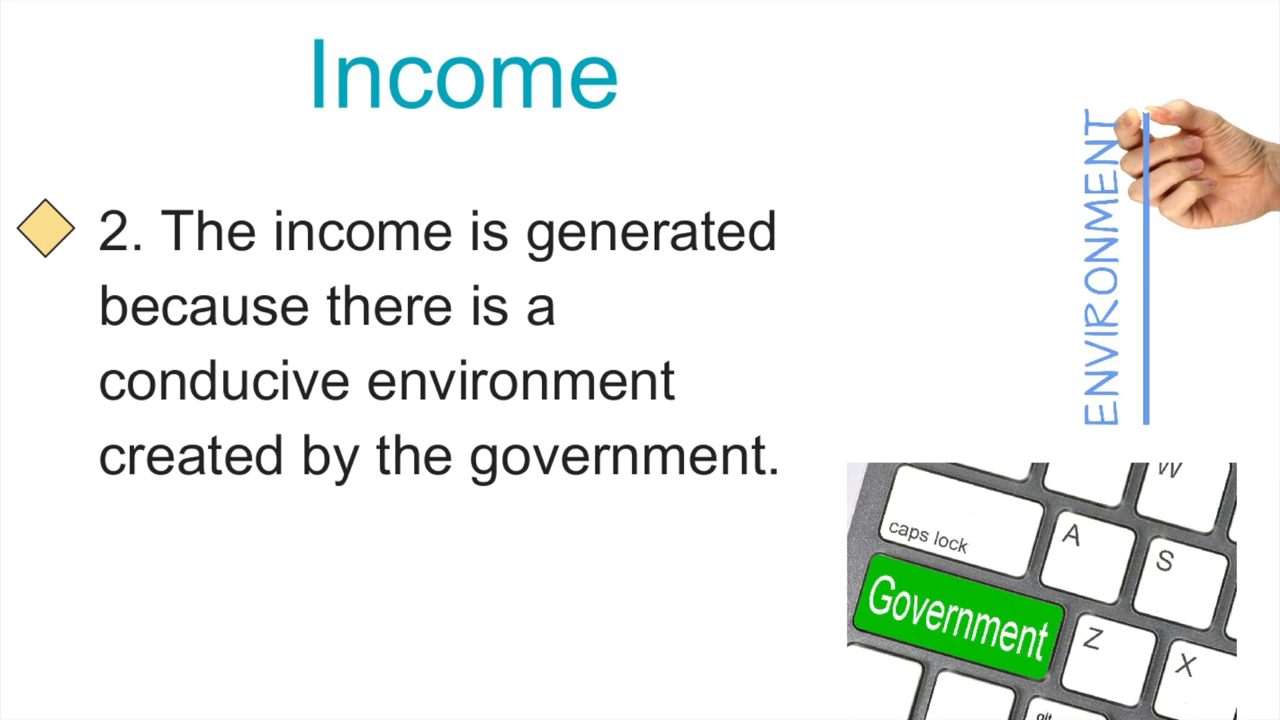 Income
2. The income is generated
because there is a
conducive environment
created by the government.
ENVIRONMENT
W
caps lock
A
S
Government
Z
X